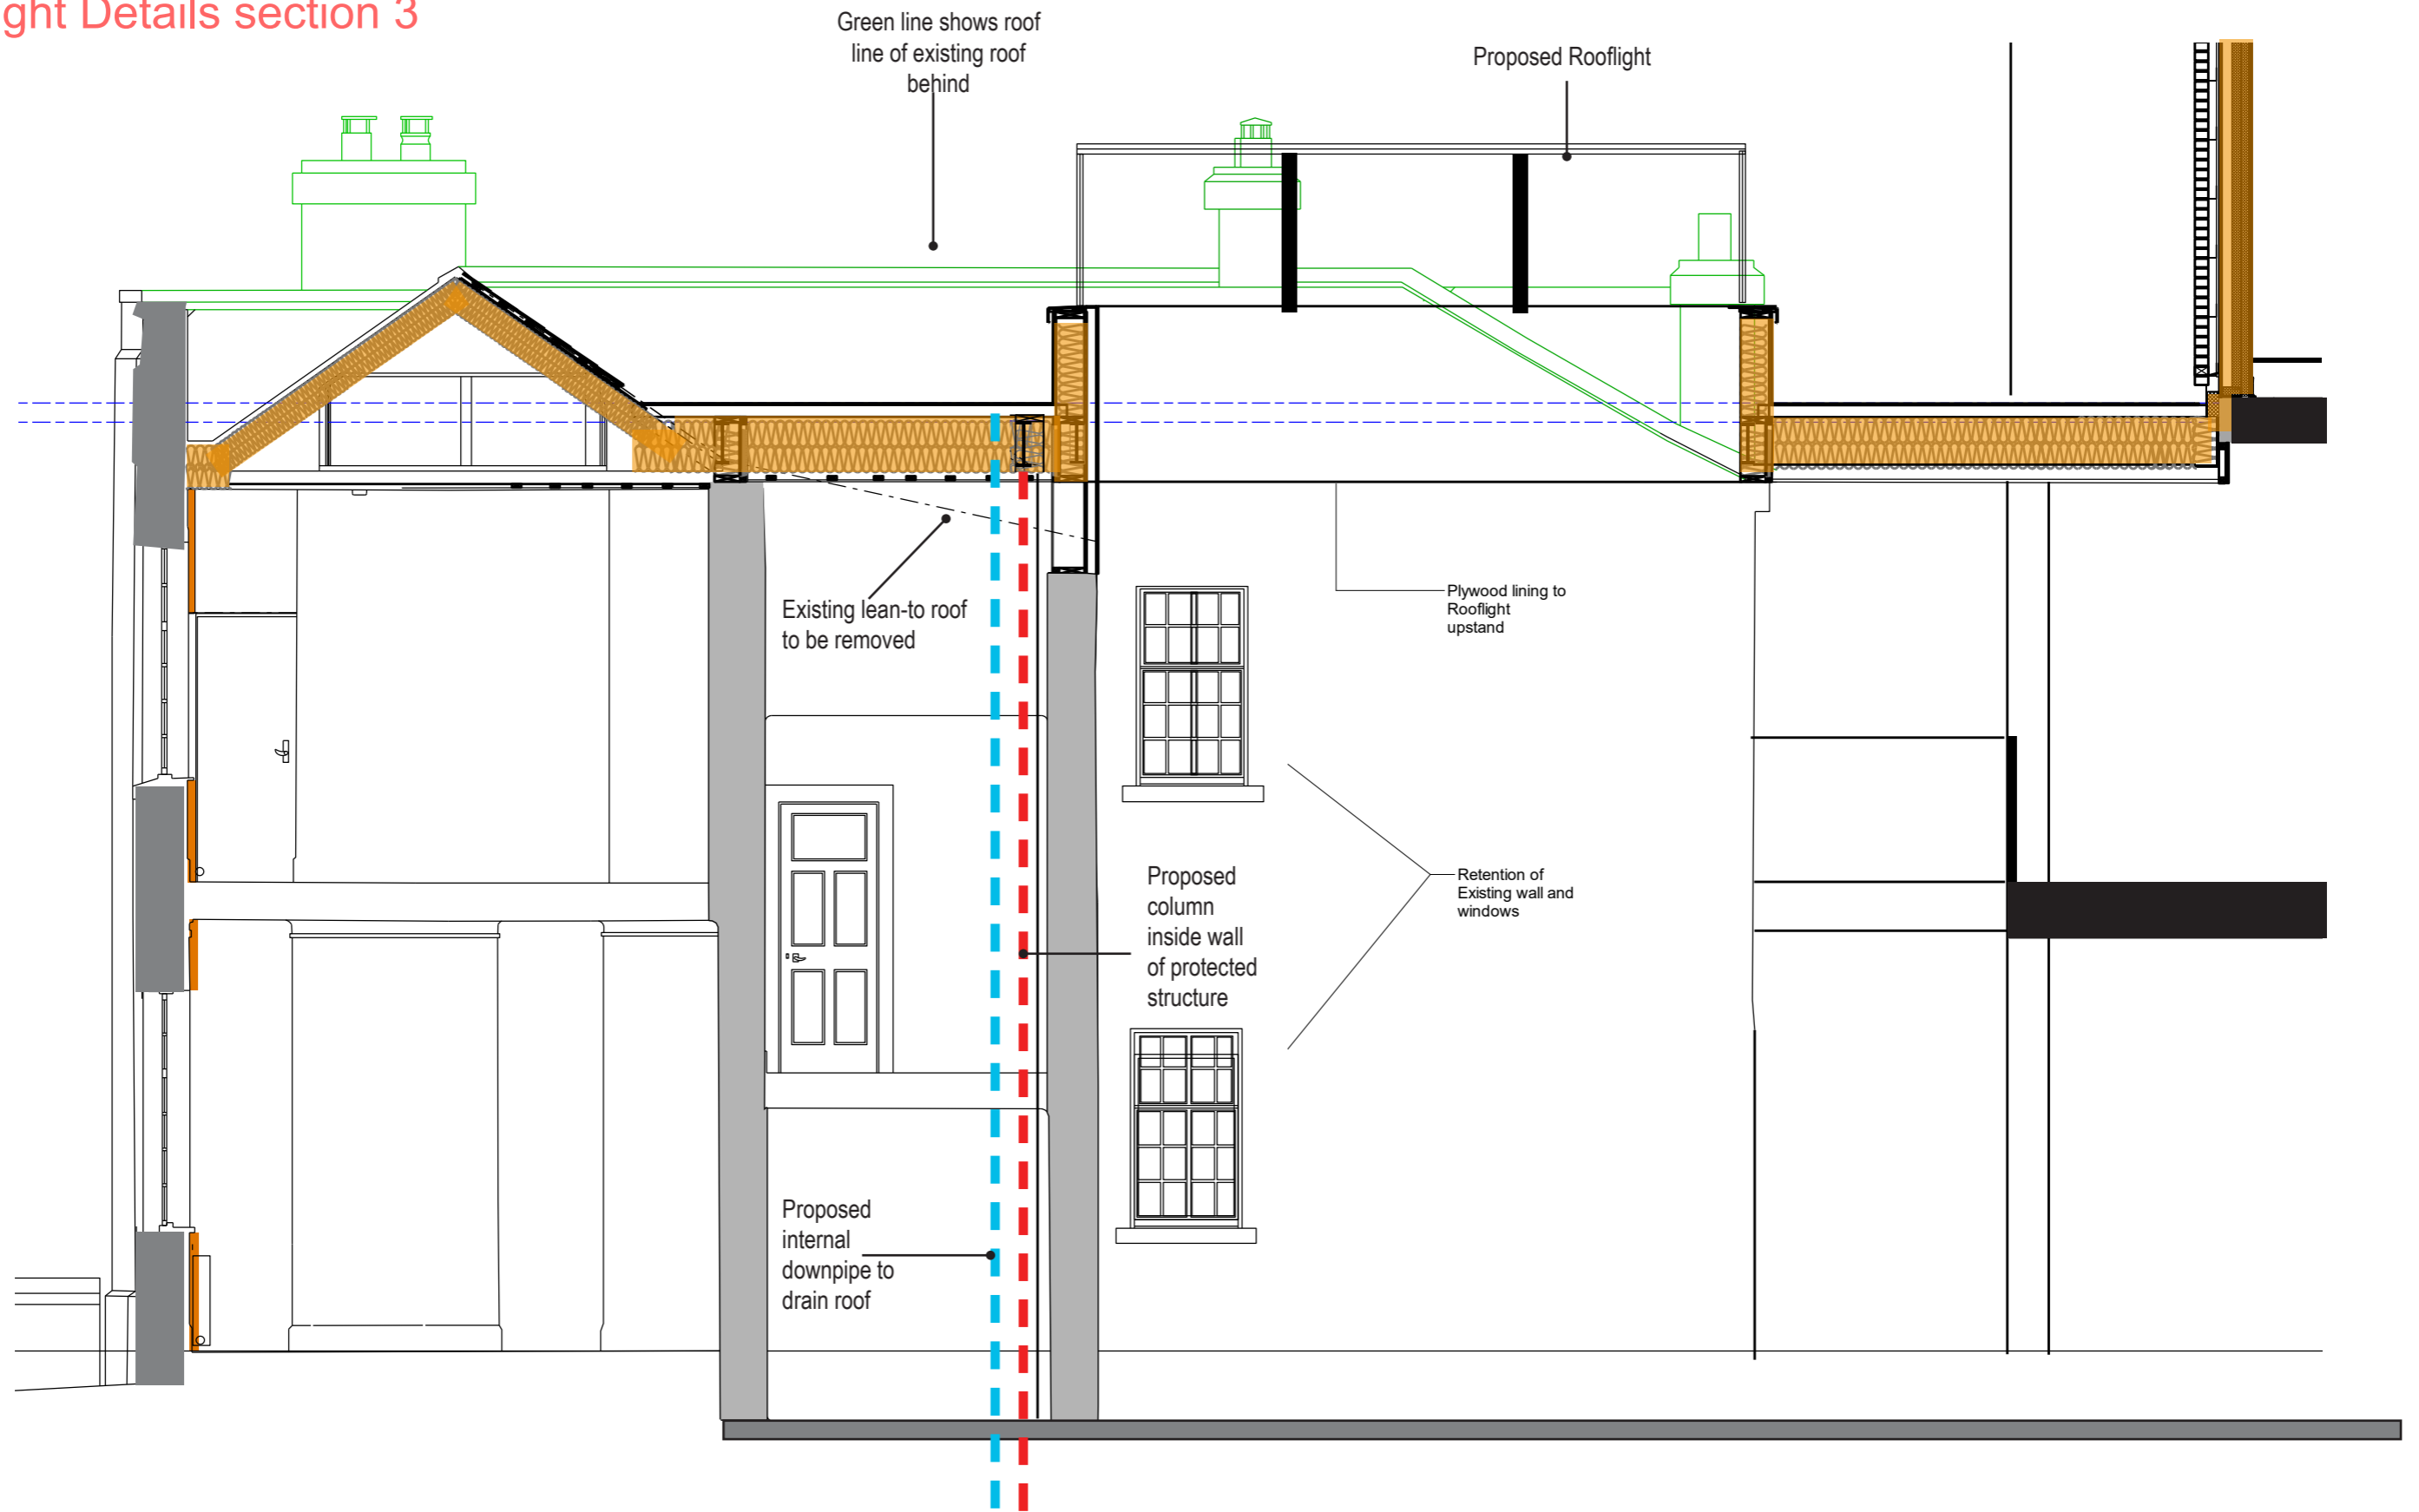 ght Details section 3
Green line shows roof
line of existing roof
behind
Proposed Rooflight
Existing lean-to roof
to be removed
Plywood lining to
Rooflight
upstand
Proposed
column
inside wall
of protected
structure
Retention of
Existing wall and
windows
Proposed
internal
downpipe to
drain roof